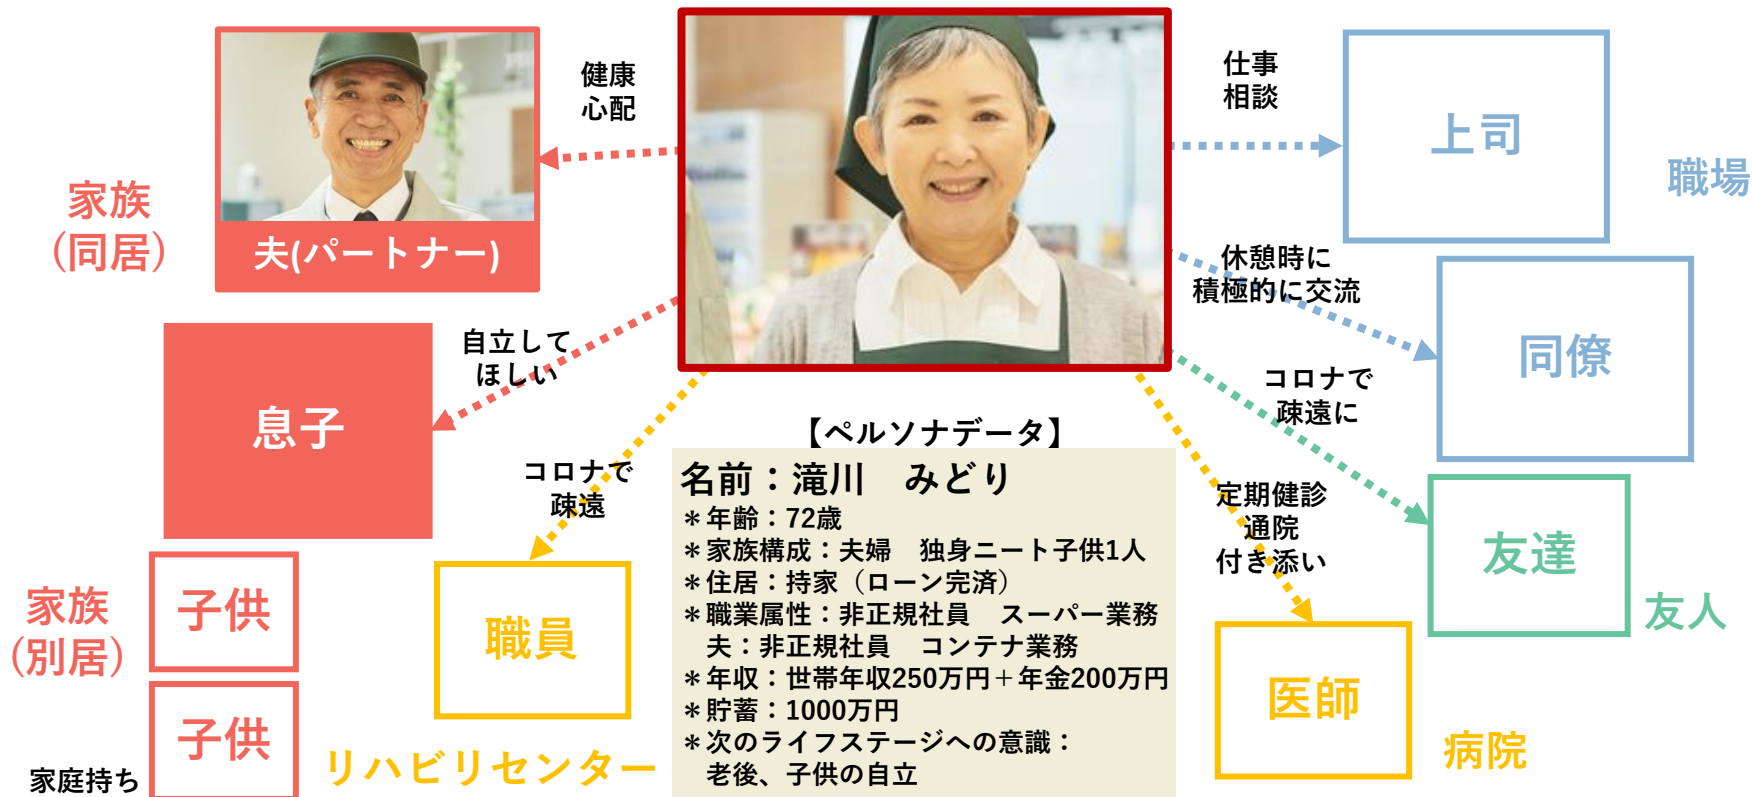 健康
心配
仕事
相談
上司
職場
家族
(同居)
夫(パートナー)
休憩時に
積極的に交流
同僚
自立して
ほしい
息子
コロナで
疎遠に
コロナで
疎遠
【ペルソナデータ】
名前：滝川　みどり
＊年齢：72歳
＊家族構成：夫婦　独身ニート子供1人
＊住居：持家（ローン完済）
＊職業属性：非正規社員　スーパー業務
夫：非正規社員　コンテナ業務
＊年収：世帯年収250万円＋年金200万円
＊貯蓄：1000万円
＊次のライフステージへの意識：
老後、子供の自立
定期健診
通院
付き添い
友達
友人
家族
(別居)
子供
子供
家庭持ち
職員
リハビリセンター
医師
病院